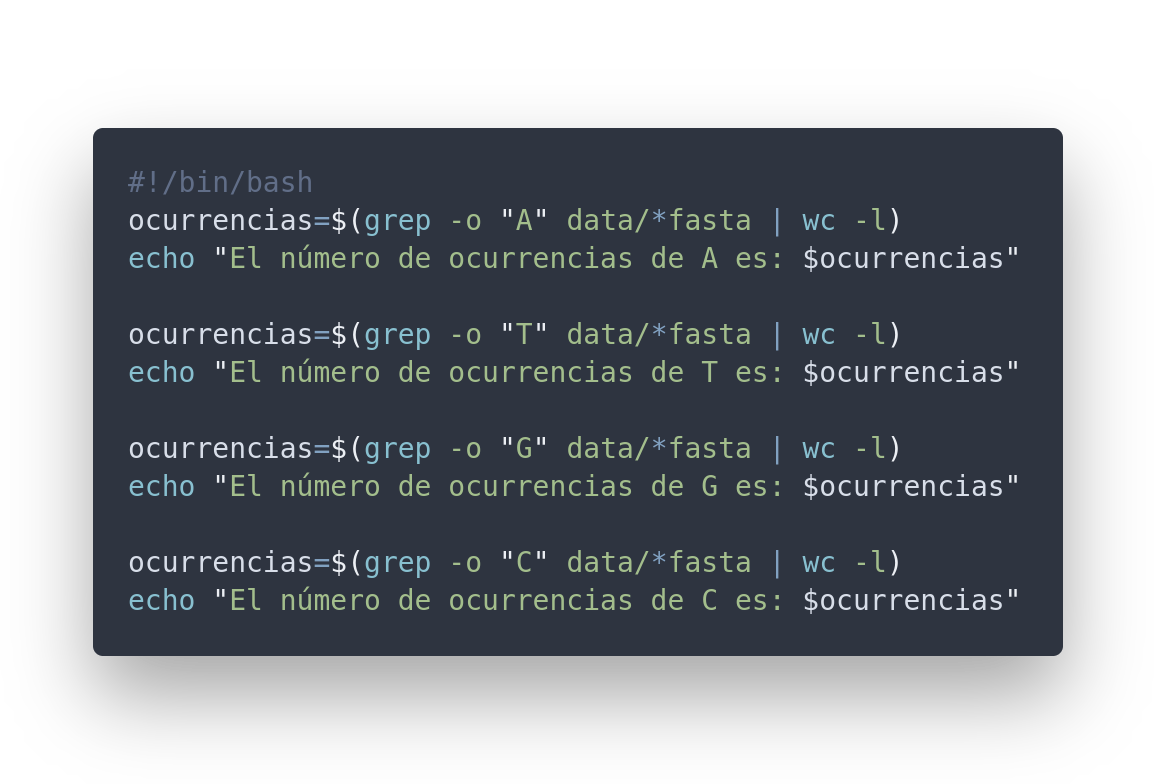 #!/bin/bash
ocurrencias=$(grep -o "A" data/*fasta | wc -l)
echo "El número de ocurrencias de A es: $ocurrencias"

ocurrencias=$(grep -o "T" data/*fasta | wc -l)
echo "El número de ocurrencias de T es: $ocurrencias"

ocurrencias=$(grep -o "G" data/*fasta | wc -l)
echo "El número de ocurrencias de G es: $ocurrencias"

ocurrencias=$(grep -o "C" data/*fasta | wc -l)
echo "El número de ocurrencias de C es: $ocurrencias"